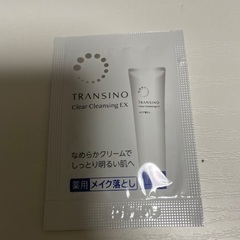 TRANSINO
Clear Cleansing EX
なめらかクリームで
しっとり明るい肌へ
薬用 メイク落とし